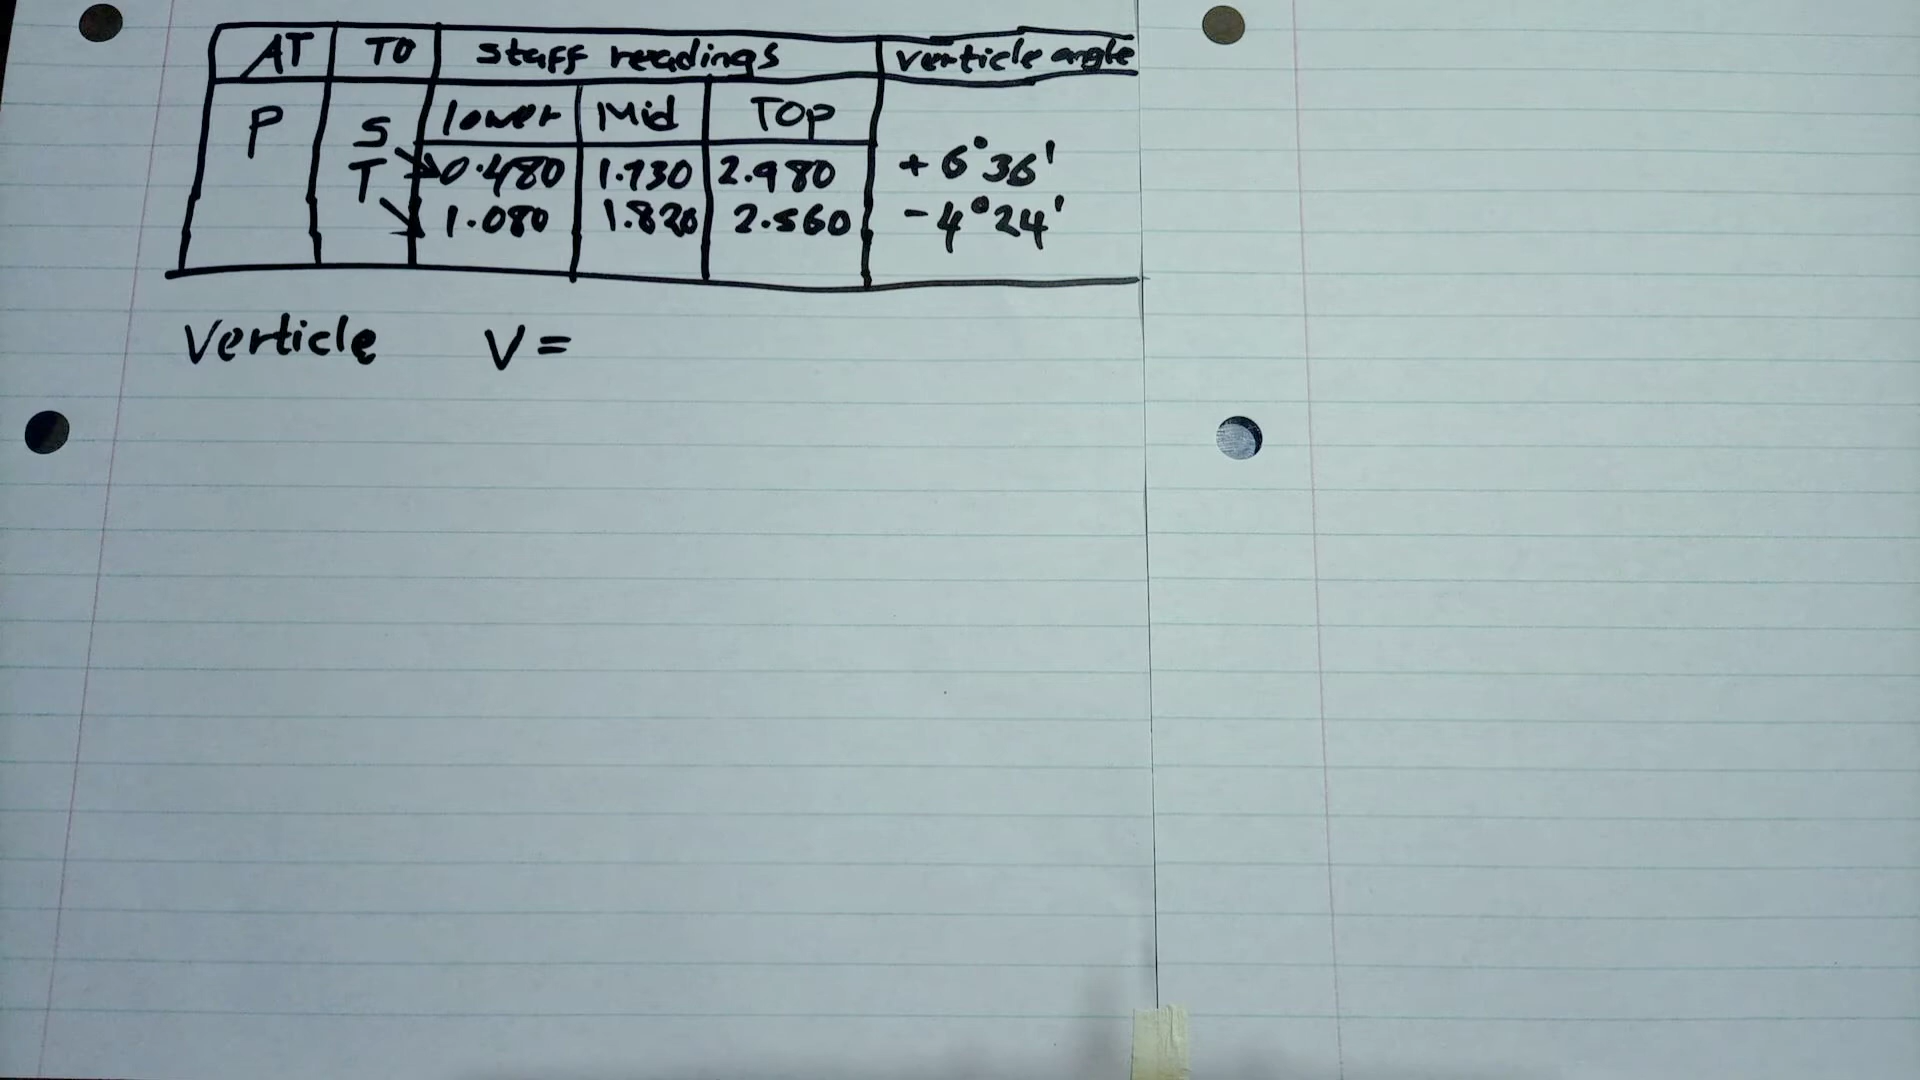 AT TO staff readings verticle angle
P S lower Mid TOP
T 0.480 1.730 2.980 + 6°36'
1.080 1.820 2.560 - 4°24'
Verticle V =